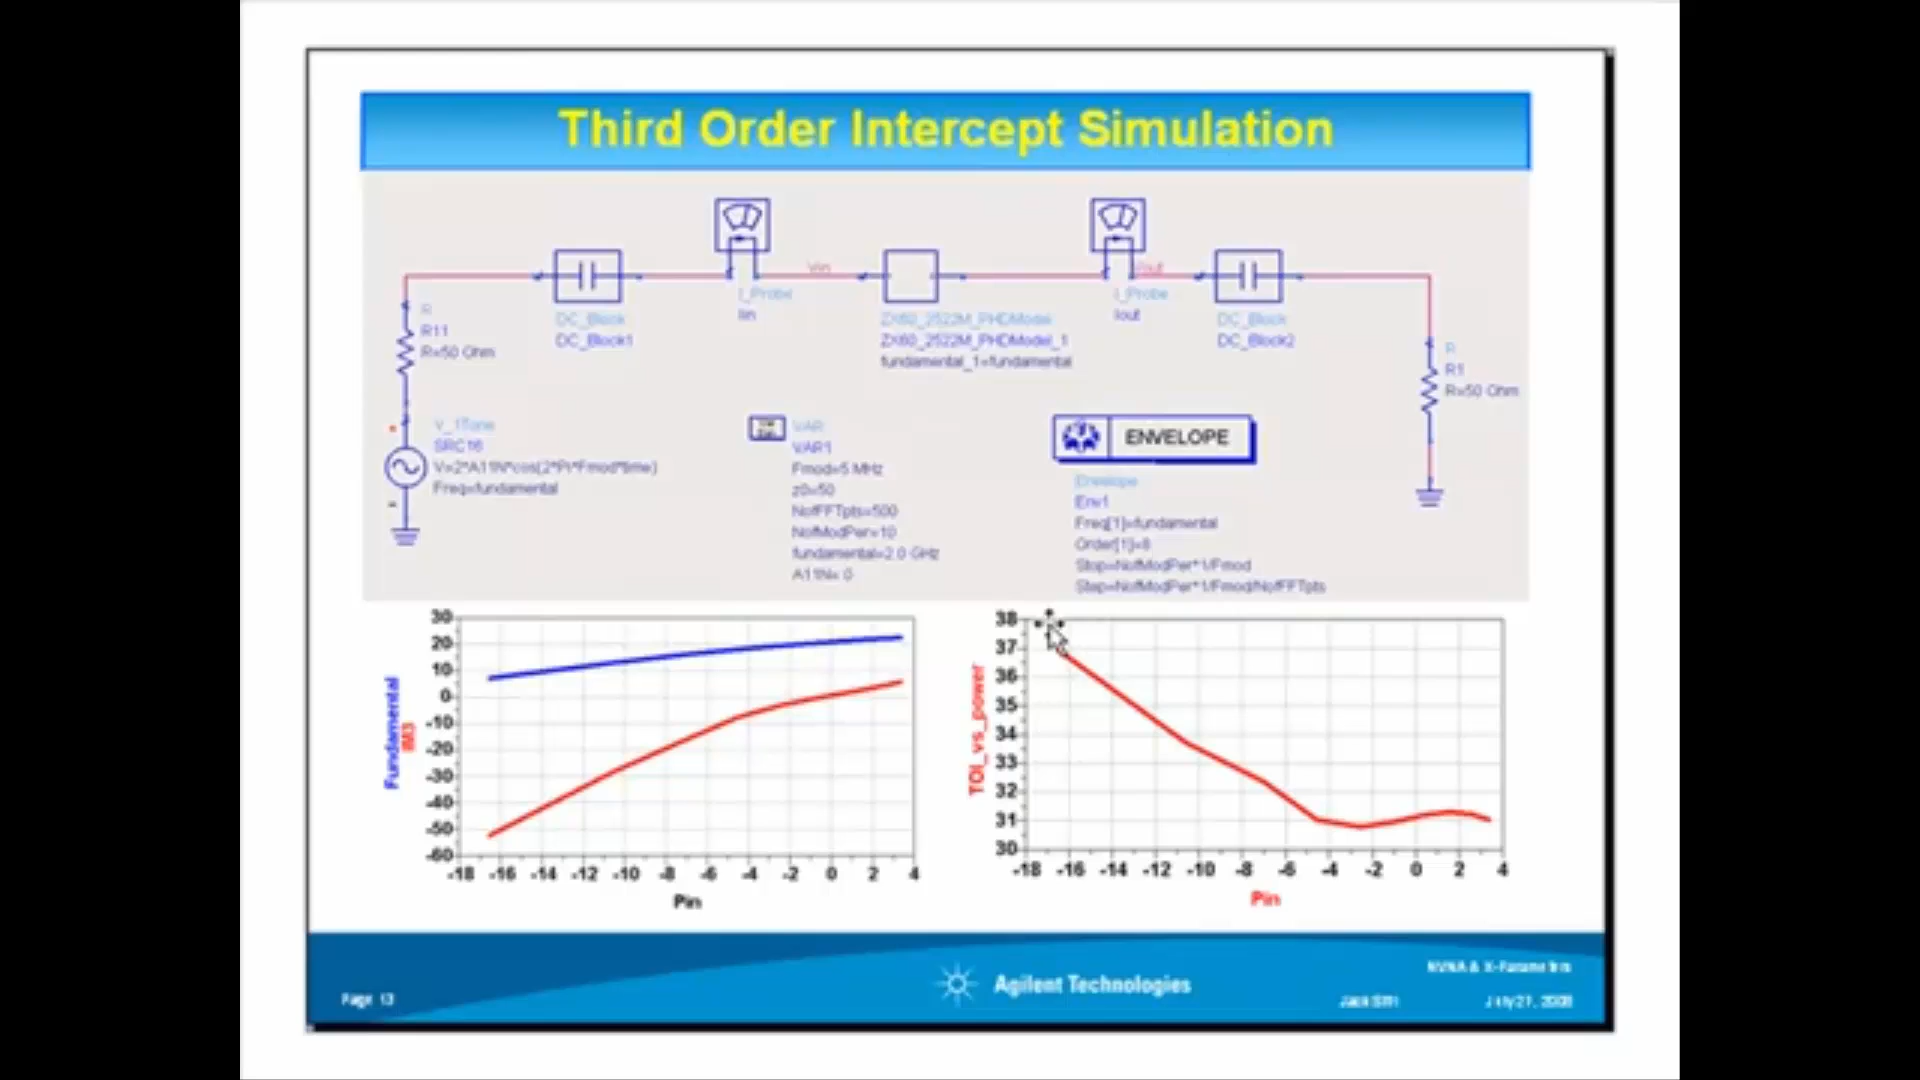 Third Order Intercept Simulation
Vin
Vout
I_Probe
Iin
I_Probe
Iout
DC_Block
DC_Block1
ZX60_2522M_PHDModel
ZX60_2522M_PHDModel_1
fundamental_1=fundamental
DC_Block
DC_Block2
R
R11
R=50 Ohm
R
R1
R=50 Ohm
V_1Tone
SRC16
V=2*A11N*cos(2*Pi*Fmod*time)
Freq=fundamental
VAR
VAR1
Fmod=5 MHz
z0=50
NofFFTpts=500
NofModPer=10
fundamental=2.0 GHz
A11N= 0
ENVELOPE
Envelope
Env1
Freq[1]=fundamental
Order[1]=8
Stop=NofModPer*1/Fmod
Step=NofModPer*1/Fmod/NofFFTpts
Fundamental
IM3
30
20
10
0
-10
-20
-30
-40
-50
-60
-18 -16 -14 -12 -10 -8 -6 -4 -2 0 2 4
Pin
TOI_vs_power
38
37
36
35
34
33
32
31
30
-18 -16 -14 -12 -10 -8 -6 -4 -2 0 2 4
Pin
Page 13
Agilent Technologies
NVNA &
July 21, 2008